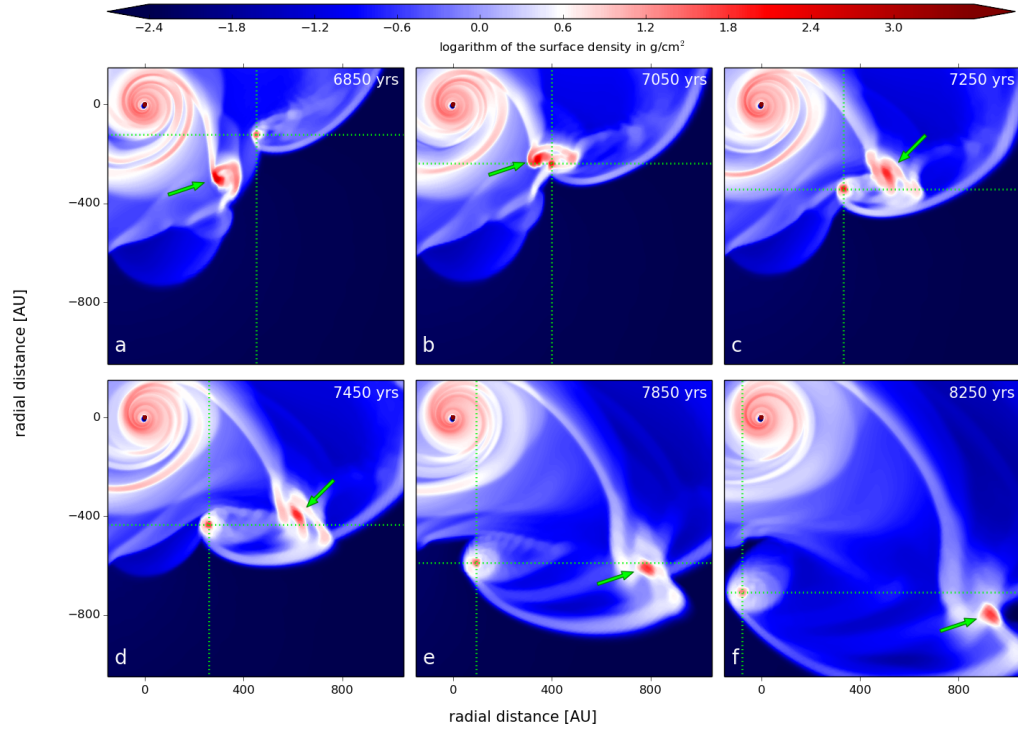 −2.4 −1.8 −1.2 −0.6 0.0 0.6 1.2 1.8 2.4 3.0
logarithm of the surface density in g/cm²
6850 yrs 7050 yrs 7250 yrs
0
−400
−800
a b c
7450 yrs 7850 yrs 8250 yrs
0
−400
−800
d e f
0 400 800 0 400 800 0 400 800
radial distance [AU]
radial distance [AU]